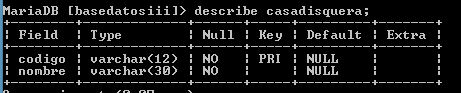 MariaDB [basedatosiii]> describe casadisquera;
+--------+-------------+------+-----+---------+-------+
| Field | Type | Null | Key | Default | Extra |
+--------+-------------+------+-----+---------+-------+
| codigo | varchar(12) | NO | PRI | NULL | |
| nombre | varchar(30) | NO | | NULL | |
+--------+-------------+------+-----+---------+-------+